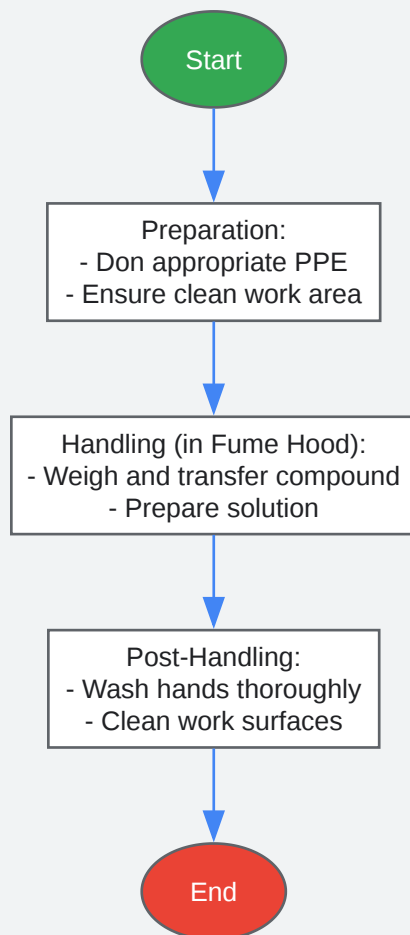 Start
Preparation:
- Don appropriate PPE
- Ensure clean work area
Handling (in Fume Hood):
- Weigh and transfer compound
- Prepare solution
Post-Handling:
- Wash hands thoroughly
- Clean work surfaces
End